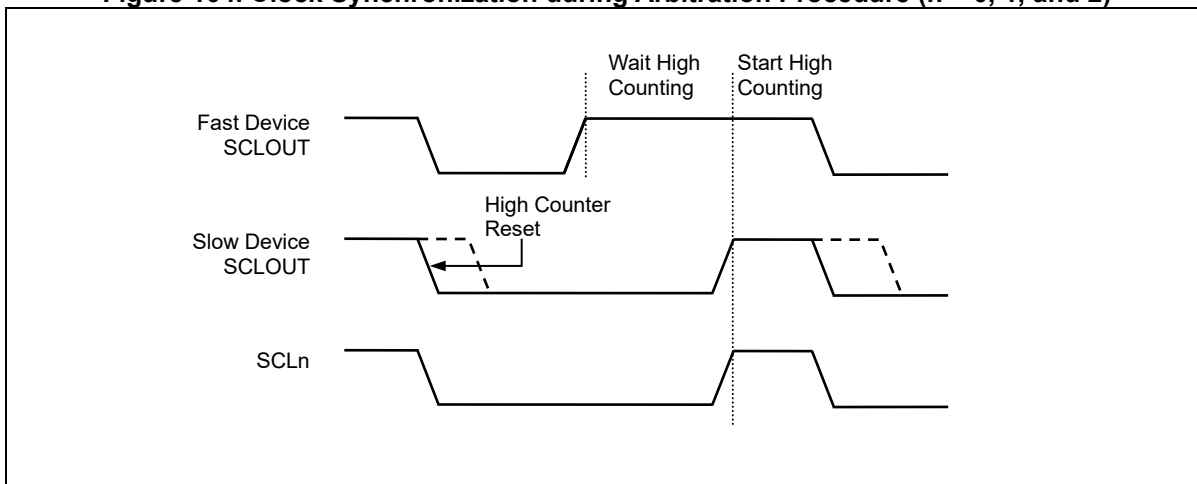 Wait High
Counting
Start High
Counting
Fast Device
SCLOUT
High Counter
Reset
Slow Device
SCLOUT
SCLn